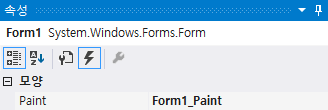 속성
Form1 System.Windows.Forms.Form
모양
Paint Form1_Paint